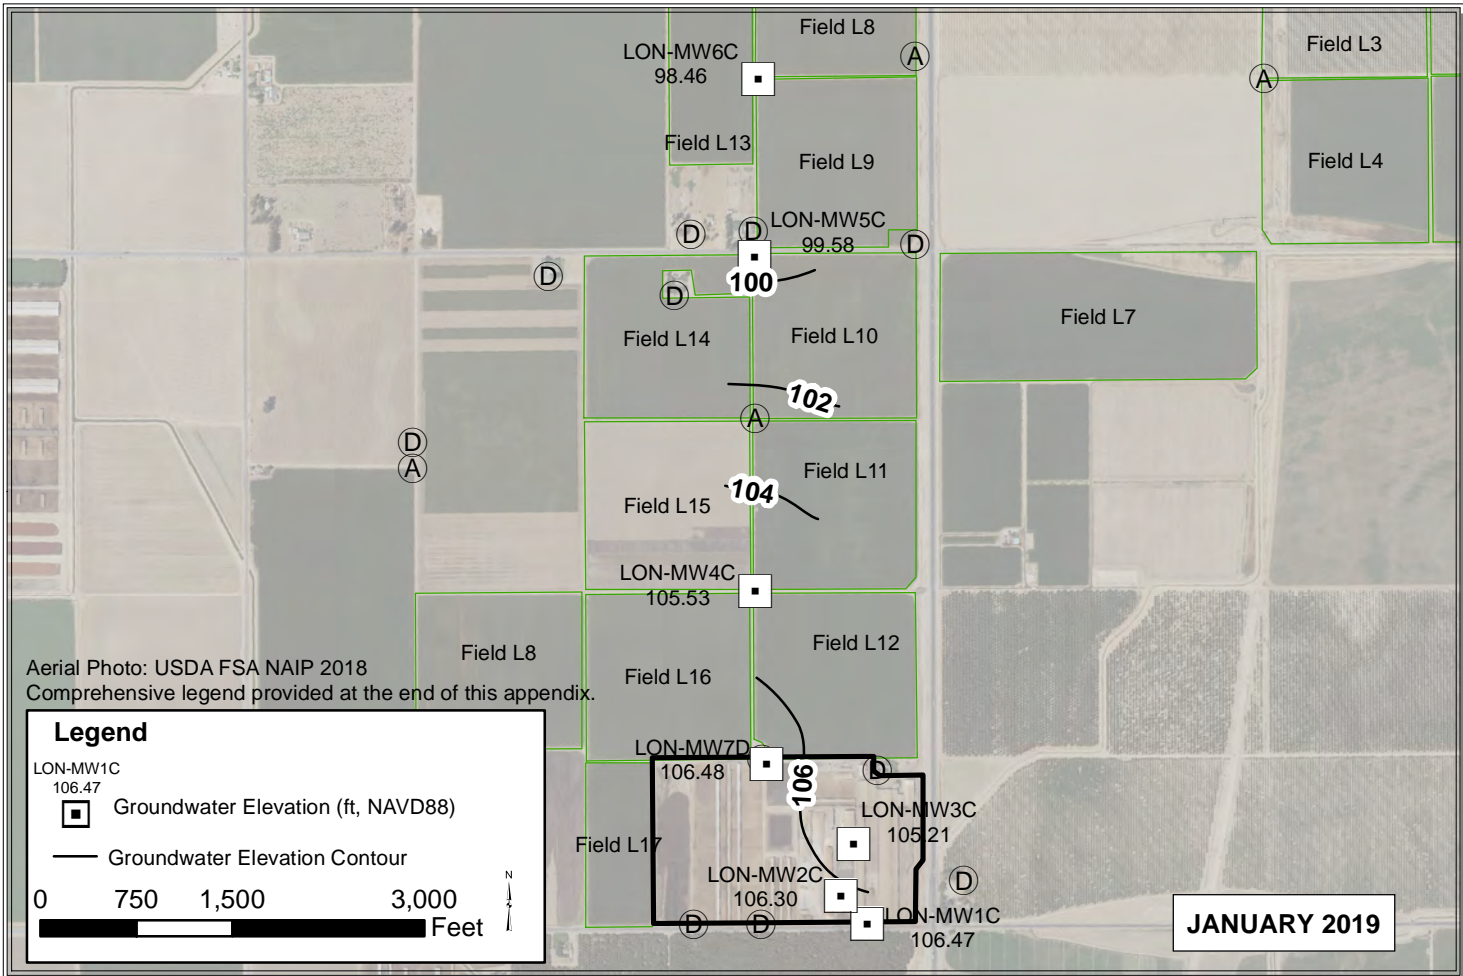 Field L8
Field L3
LON-MW6C
98.46
A
A
Field L13
Field L9
Field L4
LON-MW5C
99.58
D
D
D
D
100
D
Field L14
Field L10
Field L7
102
A
D
A
Field L11
104
Field L15
LON-MW4C
105.53
Field L8
Field L12
Field L16
Aerial Photo: USDA FSA NAIP 2018
Comprehensive legend provided at the end of this appendix.
LON-MW7D
106.48
D
106
LON-MW3C
105.21
Field L17
LON-MW2C
106.30
D
LON-MW1C
106.47
D
D
Legend
LON-MW1C
106.47
Groundwater Elevation (ft, NAVD88)
Groundwater Elevation Contour
N
0 750 1,500 3,000
Feet
JANUARY 2019